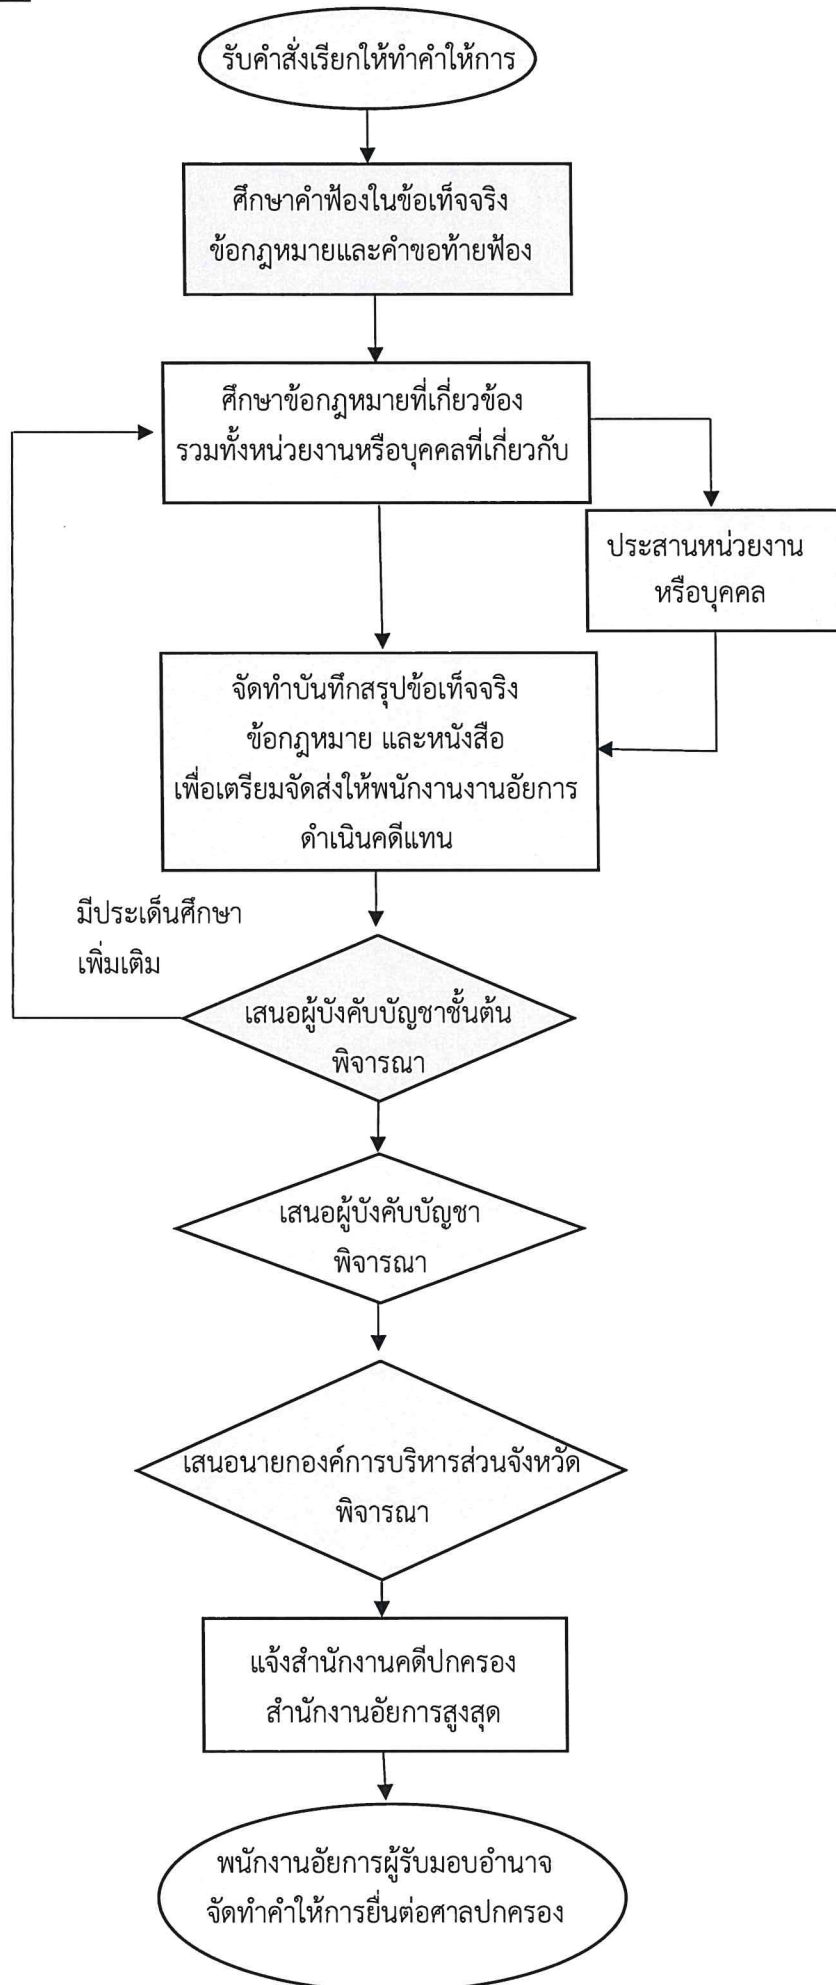 รับคำสั่งเรียกให้ทำคำให้การ
ศึกษาคำฟ้องในข้อเท็จจริง
ข้อกฎหมายและคำขอท้ายฟ้อง
ศึกษาข้อกฎหมายที่เกี่ยวข้อง
รวมทั้งหน่วยงานหรือบุคคลที่เกี่ยวกับ
ประสานหน่วยงาน
หรือบุคคล
จัดทำบันทึกสรุปข้อเท็จจริง
ข้อกฎหมาย และหนังสือ
เพื่อเตรียมจัดส่งให้พนักงานงานอัยการ
ดำเนินคดีแทน
มีประเด็นศึกษา
เพิ่มเติม
เสนอผู้บังคับบัญชาชั้นต้น
พิจารณา
เสนอผู้บังคับบัญชา
พิจารณา
เสนอนายกองค์การบริหารส่วนจังหวัด
พิจารณา
แจ้งสำนักงานคดีปกครอง
สำนักงานอัยการสูงสุด
พนักงานอัยการผู้รับมอบอำนาจ
จัดทำคำให้การยื่นต่อศาลปกครอง